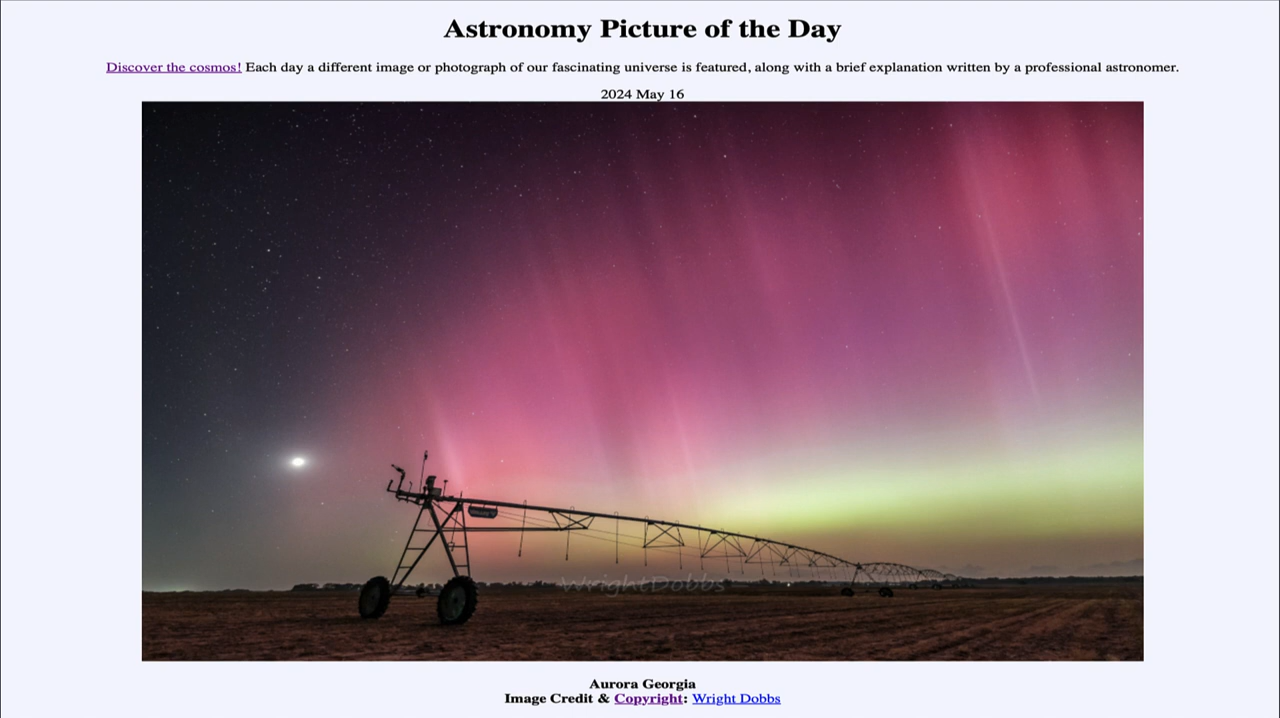 Astronomy Picture of the Day
Discover the cosmos! Each day a different image or photograph of our fascinating universe is featured, along with a brief explanation written by a professional astronomer.
2024 May 16
WrightDobbs
Aurora Georgia
Image Credit & Copyright: Wright Dobbs